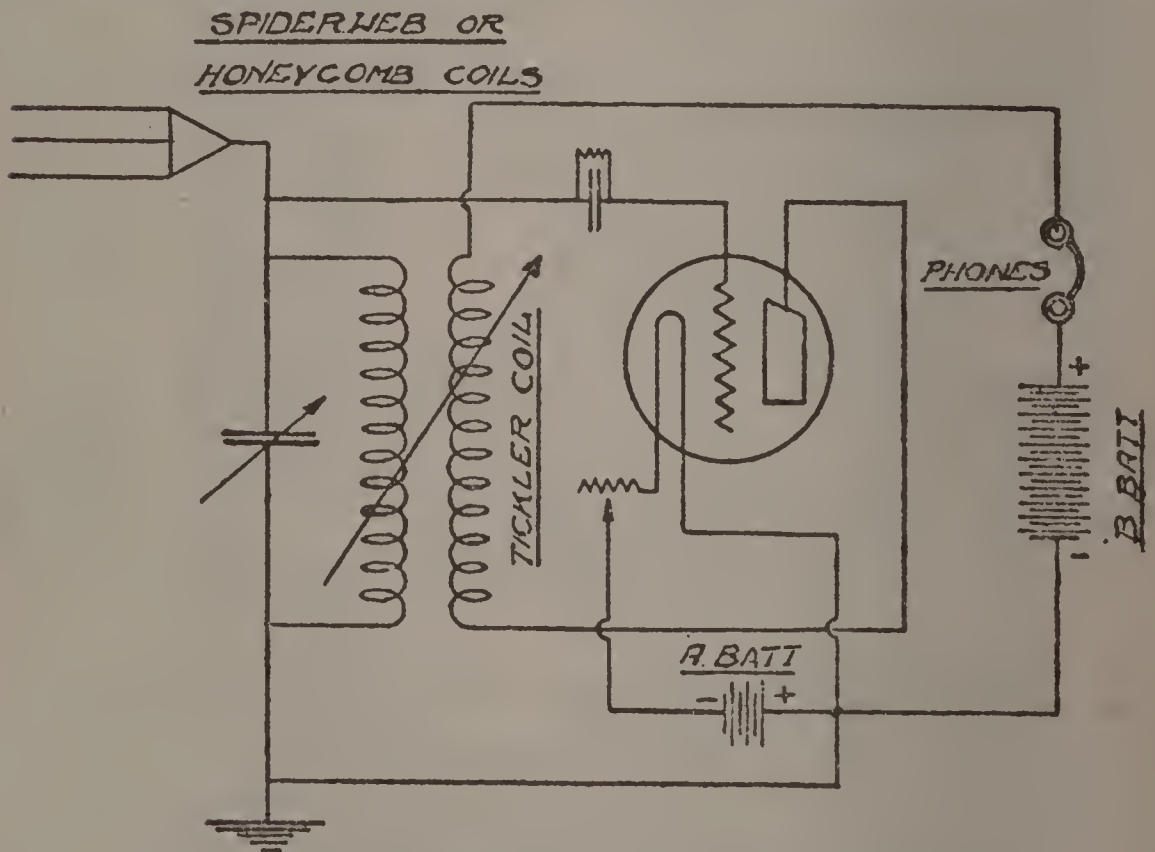 SPIDERWEB OR
HONEYCOMB COILS
TICKLER COIL
PHONES
+
B BATT
-
A. BATT
- +